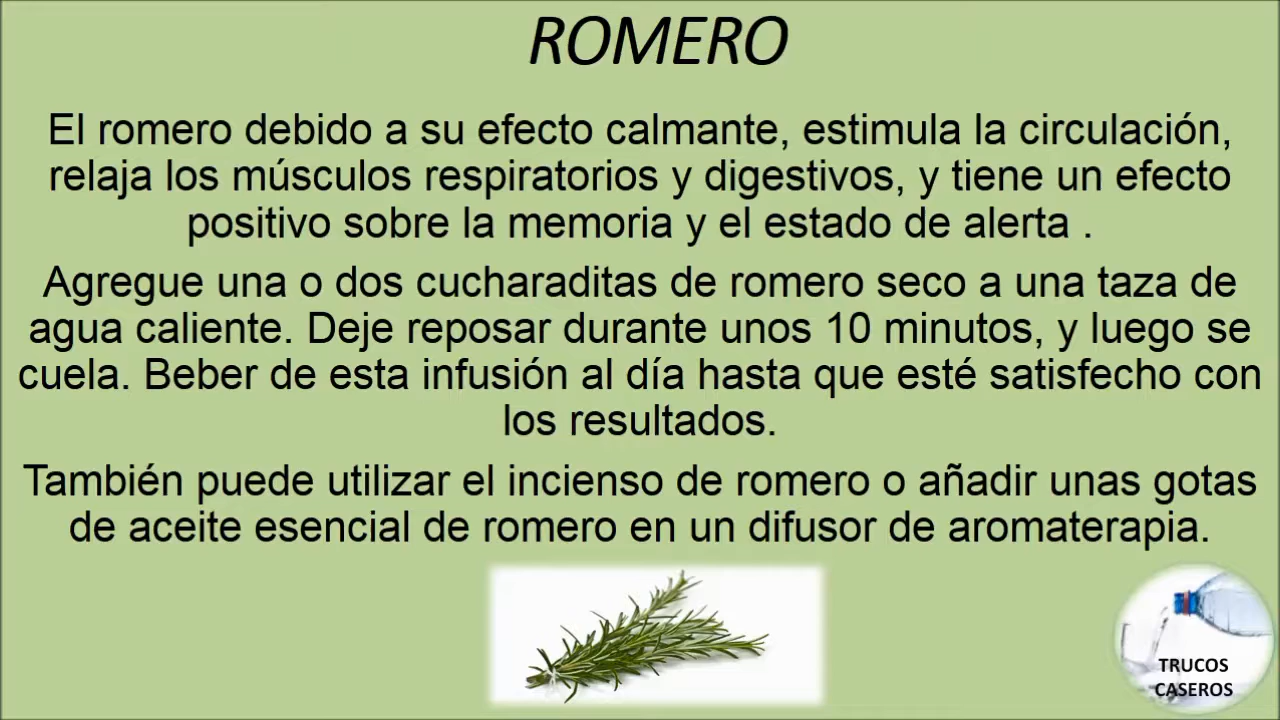 ROMERO
El romero debido a su efecto calmante, estimula la circulación,
relaja los músculos respiratorios y digestivos, y tiene un efecto
positivo sobre la memoria y el estado de alerta .
Agregue una o dos cucharaditas de romero seco a una taza de
agua caliente. Deje reposar durante unos 10 minutos, y luego se
cuela. Beber de esta infusión al día hasta que esté satisfecho con
los resultados.
También puede utilizar el incienso de romero o añadir unas gotas
de aceite esencial de romero en un difusor de aromaterapia.
TRUCOS
CASEROS